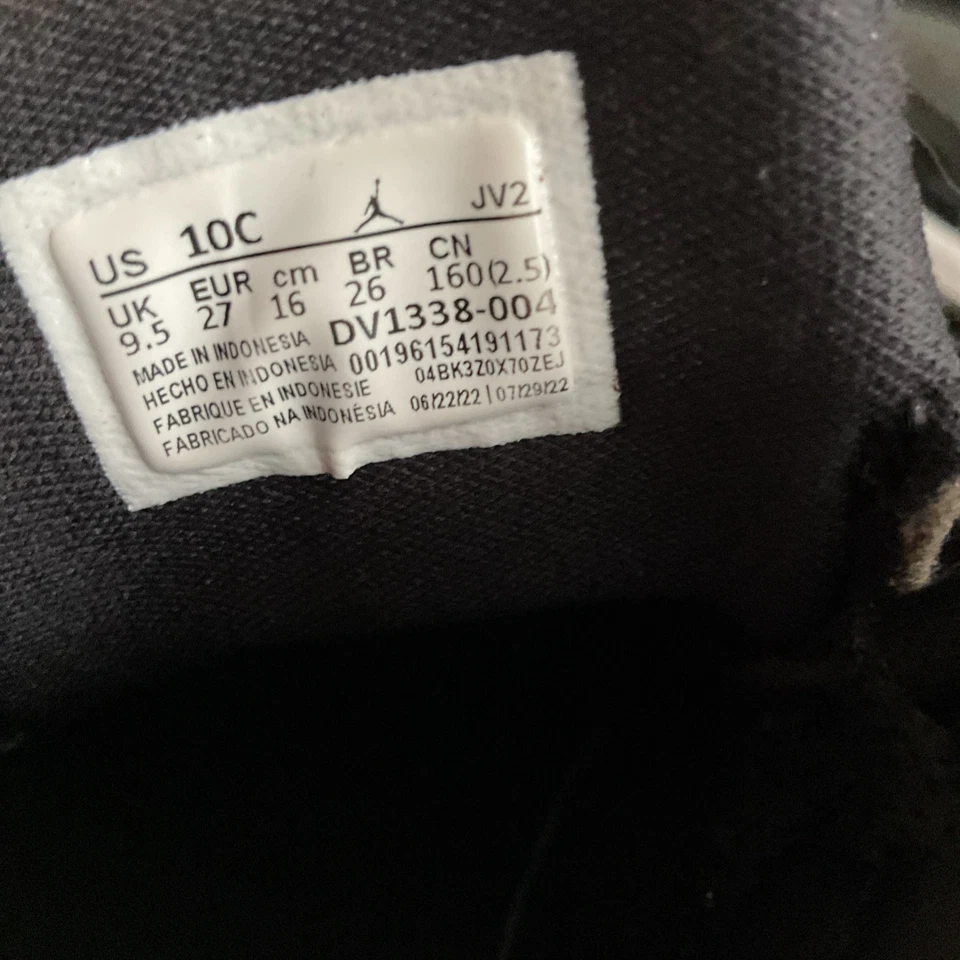 US 10C JV2
UK EUR cm BR CN
9.5 27 16 26 160(2.5)
MADE IN INDONESIA DV1338-004
HECHO EN INDONESIA 00196154191173
FABRIQUE EN INDONESIE 04BK3Z0X70ZEJ
FABRICADO NA INDONÉSIA 06/22/22 | 07/29/22